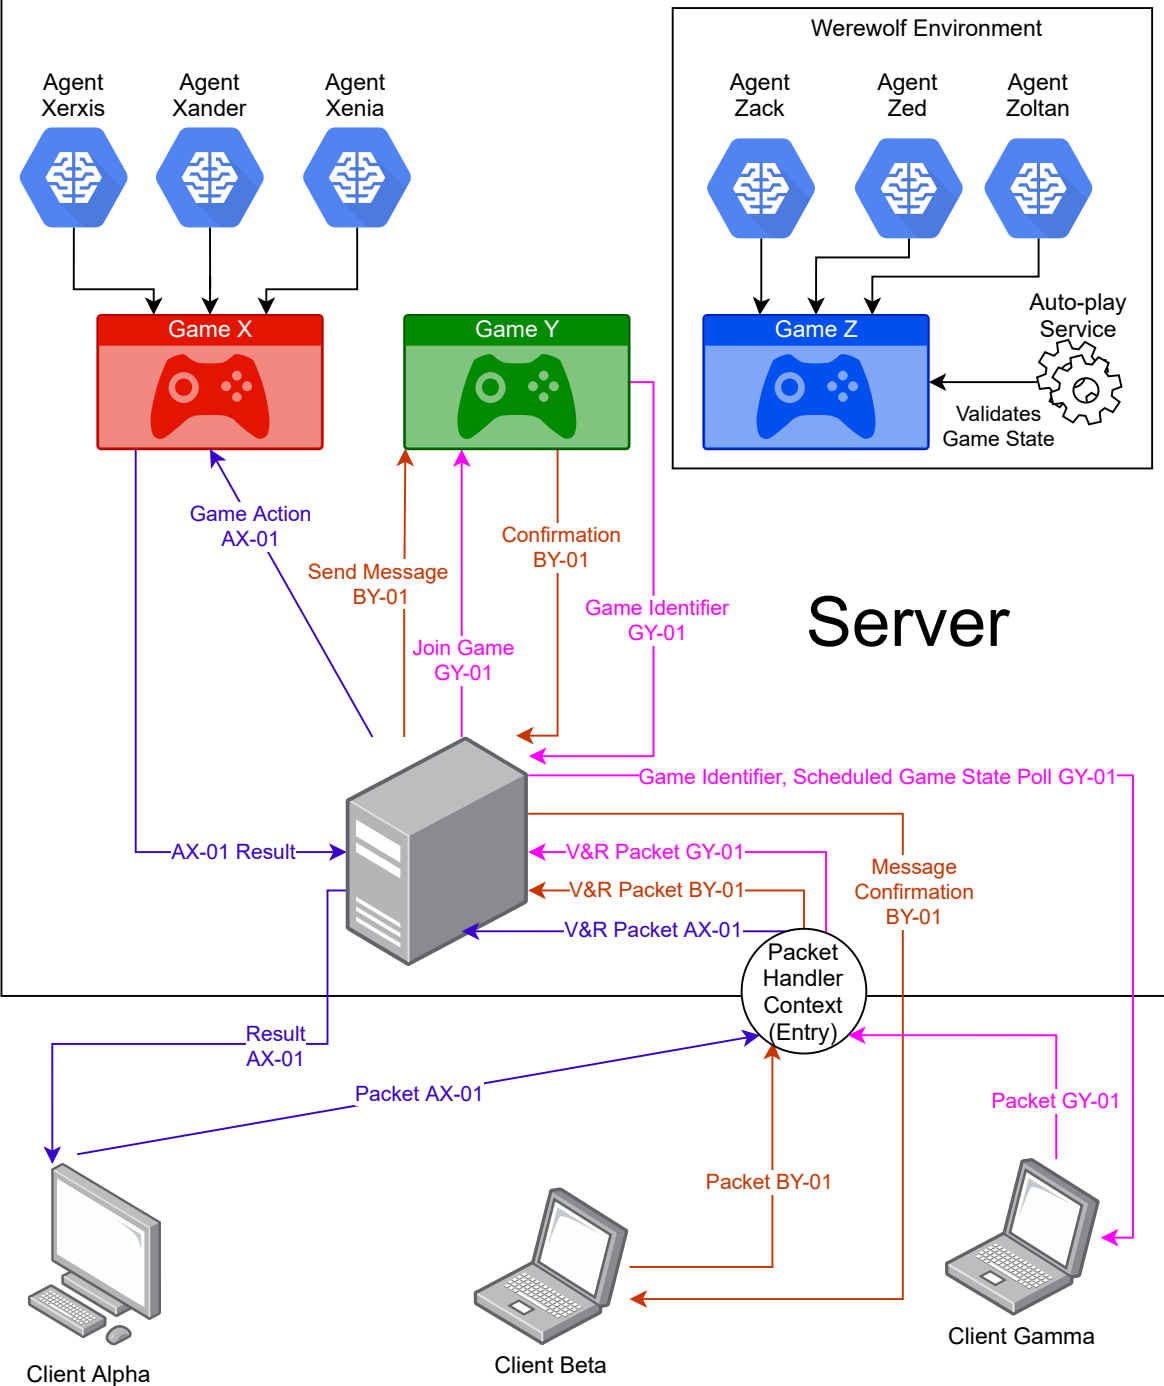 Werewolf Environment
Agent
Xerxis
Agent
Xander
Agent
Xenia
Agent
Zack
Agent
Zed
Agent
Zoltan
Game X
Game Y
Game Z
Auto-play
Service
Validates
Game State
Game Action
AX-01
Send Message
BY-01
Confirmation
BY-01
Game Identifier
GY-01
Join Game
GY-01
Server
Game Identifier, Scheduled Game State Poll GY-01
AX-01 Result
V&R Packet GY-01
V&R Packet BY-01
V&R Packet AX-01
Message
Confirmation
BY-01
Packet
Handler
Context
(Entry)
Result
AX-01
Packet AX-01
Packet GY-01
Packet BY-01
Client Alpha
Client Beta
Client Gamma